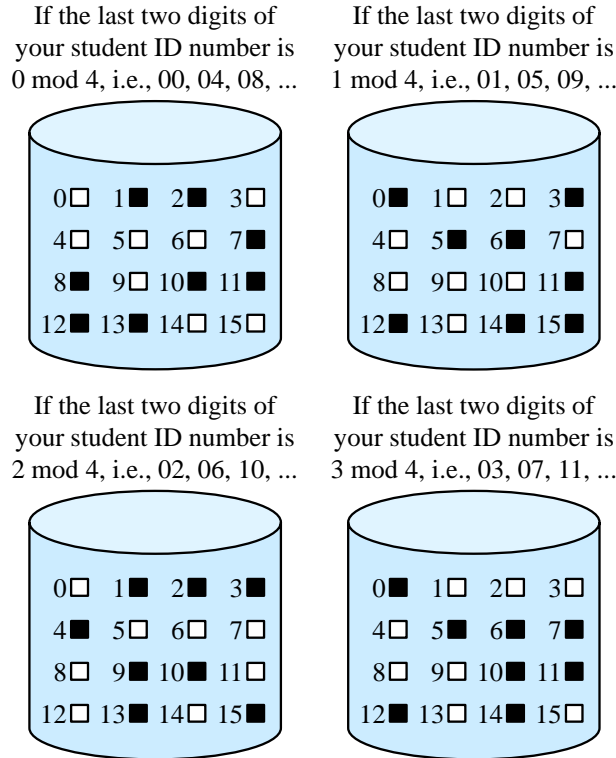 If the last two digits of
your student ID number is
0 mod 4, i.e., 00, 04, 08, ...
0 1 2 3
4 5 6 7
8 9 10 11
12 13 14 15
If the last two digits of
your student ID number is
1 mod 4, i.e., 01, 05, 09, ...
0 1 2 3
4 5 6 7
8 9 10 11
12 13 14 15
If the last two digits of
your student ID number is
2 mod 4, i.e., 02, 06, 10, ...
0 1 2 3
4 5 6 7
8 9 10 11
12 13 14 15
If the last two digits of
your student ID number is
3 mod 4, i.e., 03, 07, 11, ...
0 1 2 3
4 5 6 7
8 9 10 11
12 13 14 15